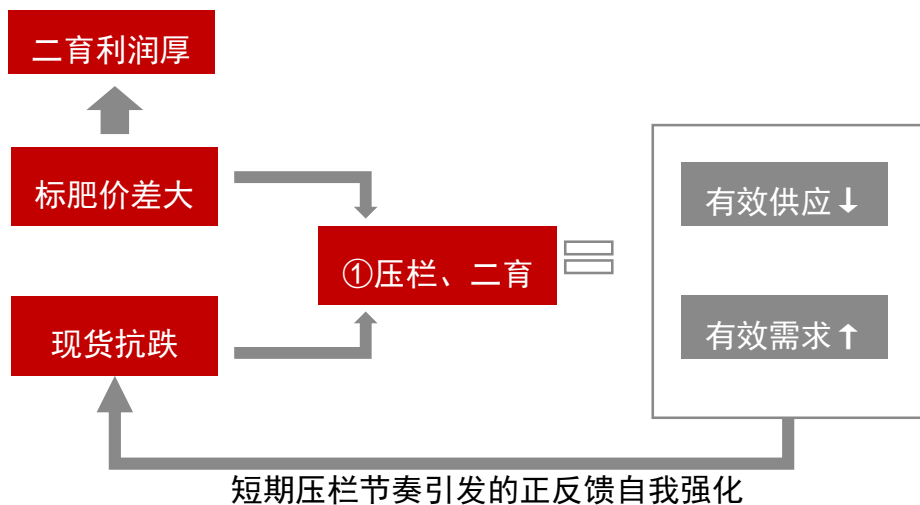 二育利润厚
标肥价差大
现货抗跌
①压栏、二育
有效供应↓
有效需求↑
短期压栏节奏引发的正反馈自我强化